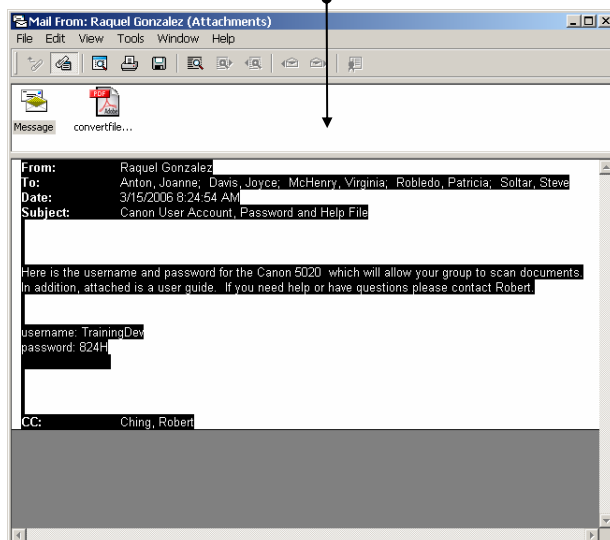 Mail From: Raquel Gonzalez (Attachments)
File Edit View Tools Window Help
PDF
Adobe
Message convertfile...
From: Raquel Gonzalez
To: Anton, Joanne; Davis, Joyce; McHenry, Virginia; Robledo, Patricia; Soltar, Steve
Date: 3/15/2006 8:24:54 AM
Subject: Canon User Account, Password and Help File
Here is the username and password for the Canon 5020 which will allow your group to scan documents.
In addition, attached is a user guide. If you need help or have questions please contact Robert.
username: TrainingDev
password: 824H
CC: Ching, Robert